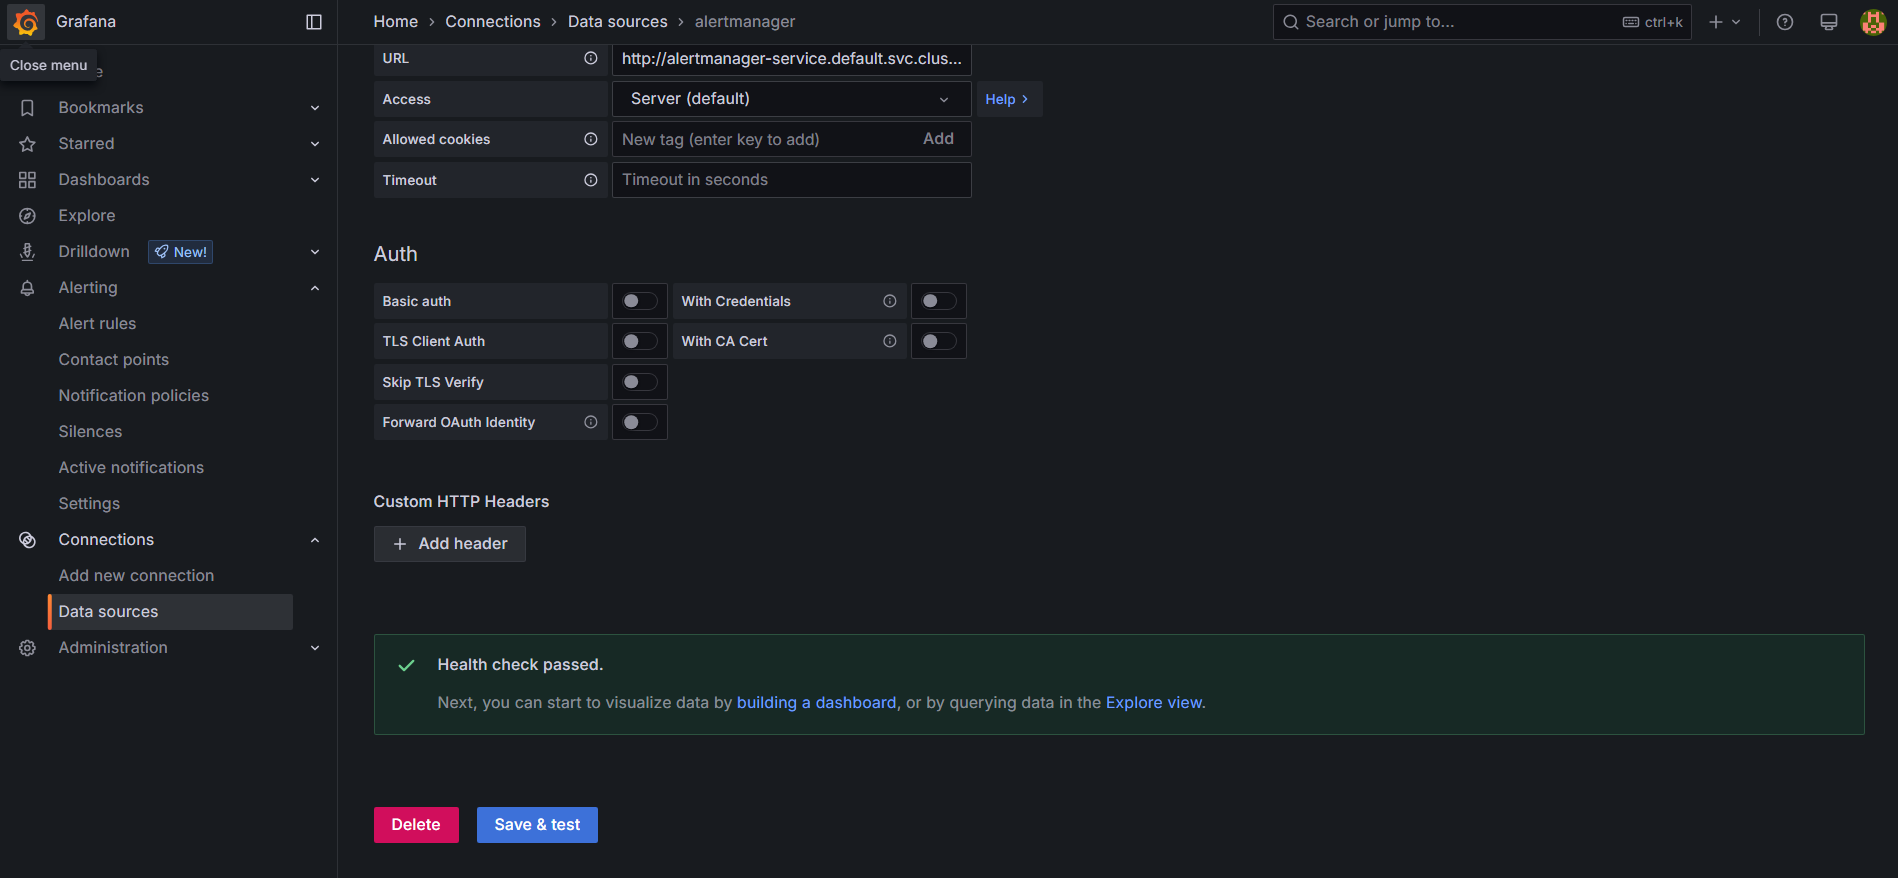 Grafana
Home > Connections > Data sources > alertmanager
Search or jump to...
ctrl+k
Close menu
e
Bookmarks
Starred
Dashboards
Explore
Drilldown
New!
Alerting
Alert rules
Contact points
Notification policies
Silences
Active notifications
Settings
Connections
Add new connection
Data sources
Administration
URL
http://alertmanager-service.default.svc.clus...
Access
Server (default)
Help >
Allowed cookies
New tag (enter key to add)
Add
Timeout
Timeout in seconds
Auth
Basic auth
With Credentials
TLS Client Auth
With CA Cert
Skip TLS Verify
Forward OAuth Identity
Custom HTTP Headers
+ Add header
Health check passed.
Next, you can start to visualize data by building a dashboard, or by querying data in the Explore view.
Delete
Save & test